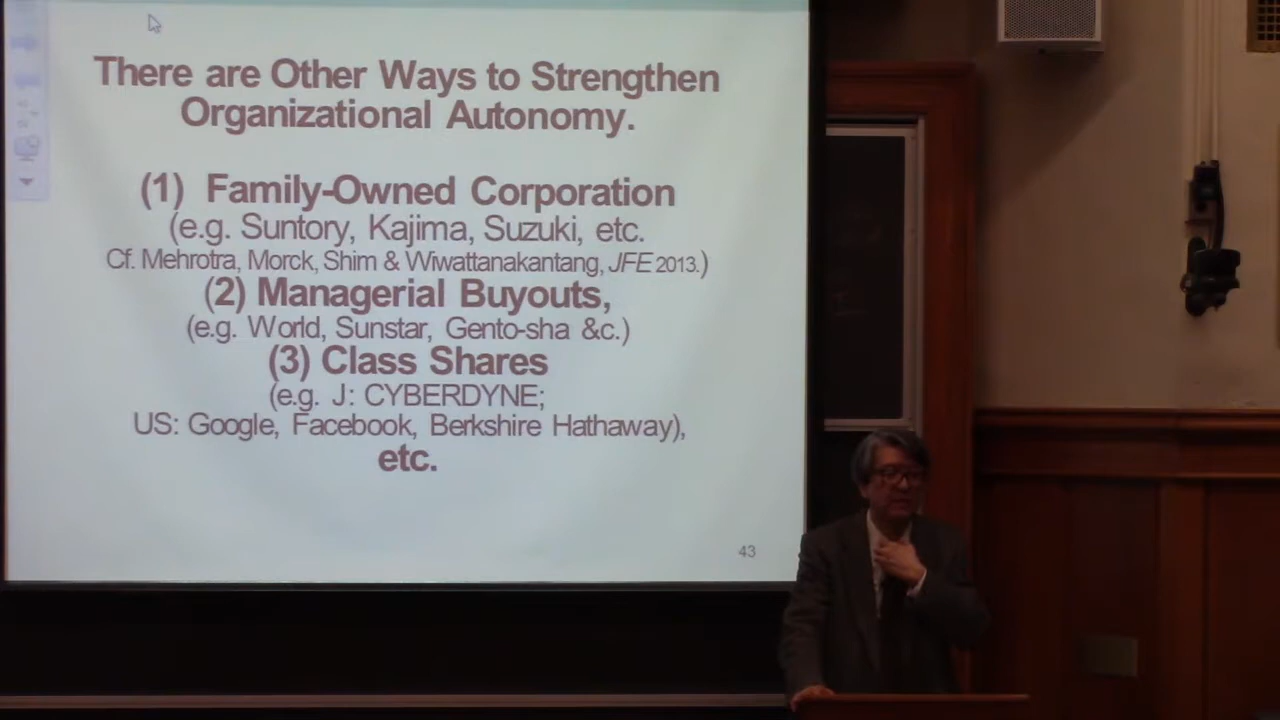 There are Other Ways to Strengthen
Organizational Autonomy.
(1) Family-Owned Corporation
(e.g. Suntory, Kajima, Suzuki, etc.
Cf. Mehrotra, Morck, Shim & Wiwattanakantang, JFE 2013.)
(2) Managerial Buyouts,
(e.g. World, Sunstar, Gento-sha &c.)
(3) Class Shares
(e.g. J: CYBERDYNE;
US: Google, Facebook, Berkshire Hathaway),
etc.
43